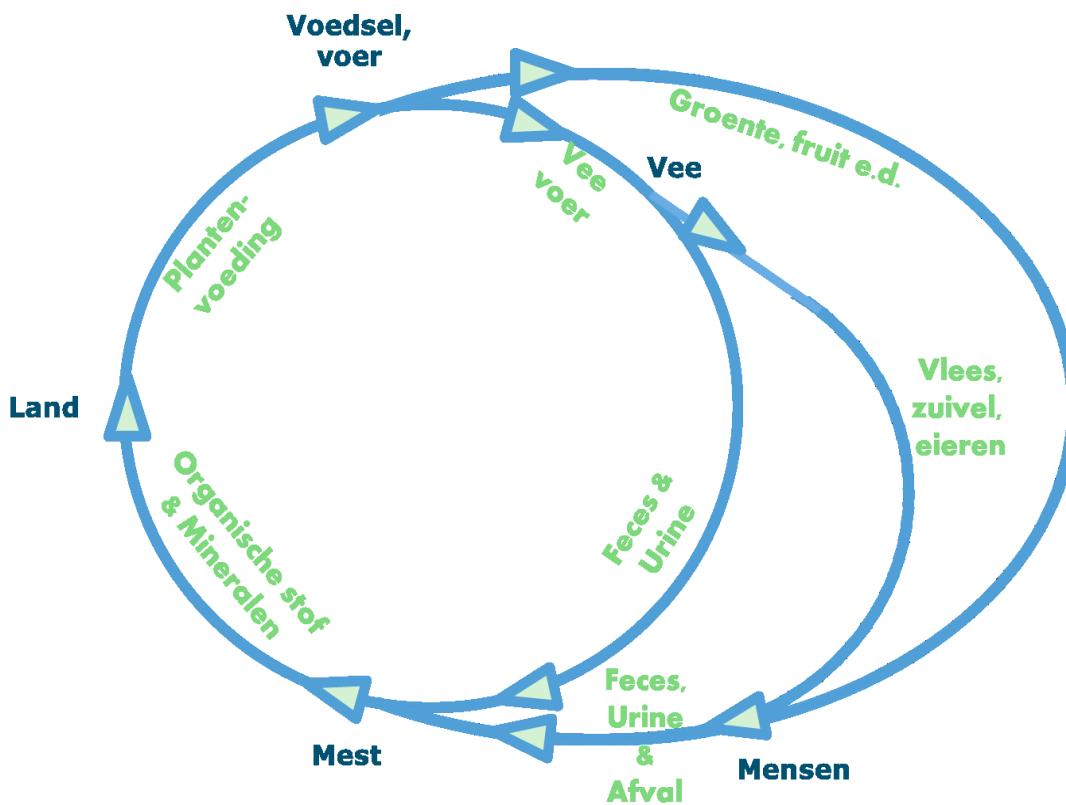 Voedsel,
voer
Groente, fruit e.d.
Vee
voer
Vee
Planten-
voeding
Vlees,
zuivel,
eieren
Land
Organische stof
& Mineralen
Feces &
Urine
Feces,
Urine
&
Afval
Mest
Mensen